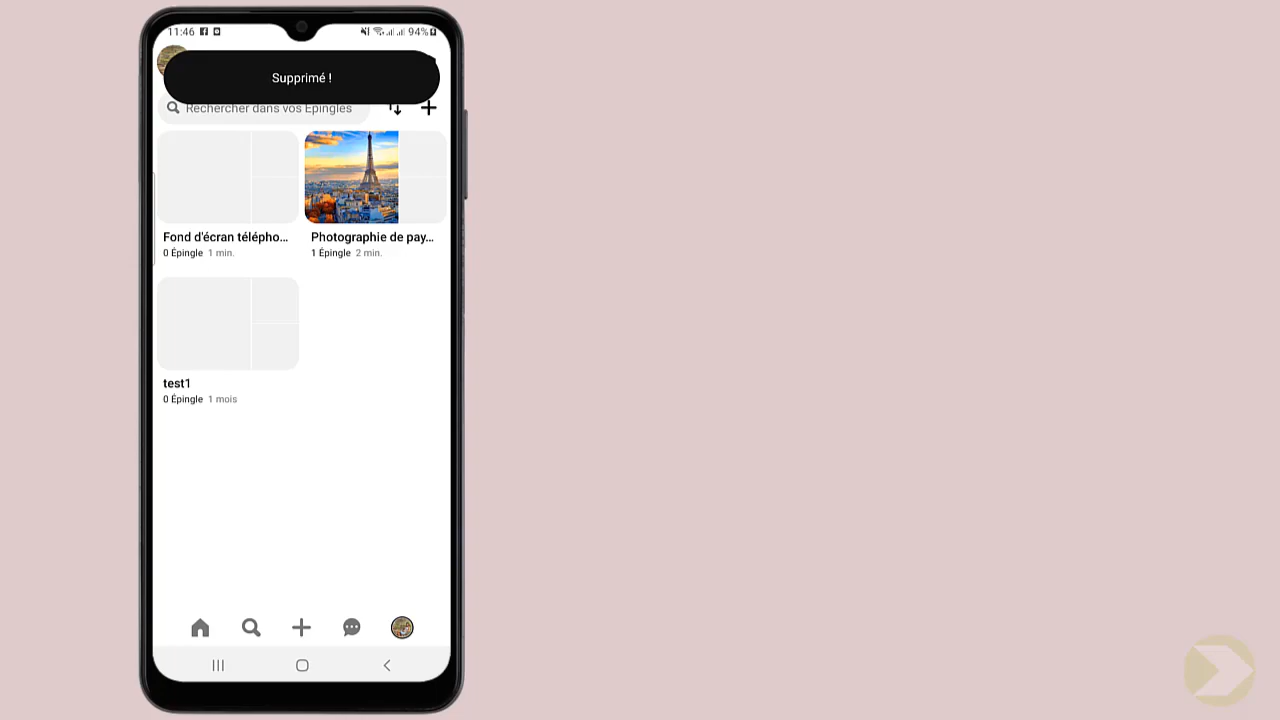 11:46
94%
Supprimé !
Rechercher dans vos Épingles
Fond d'écran télépho...
0 Épingle 1 min.
Photographie de pay...
1 Épingle 2 min.
test1
0 Épingle 1 mois